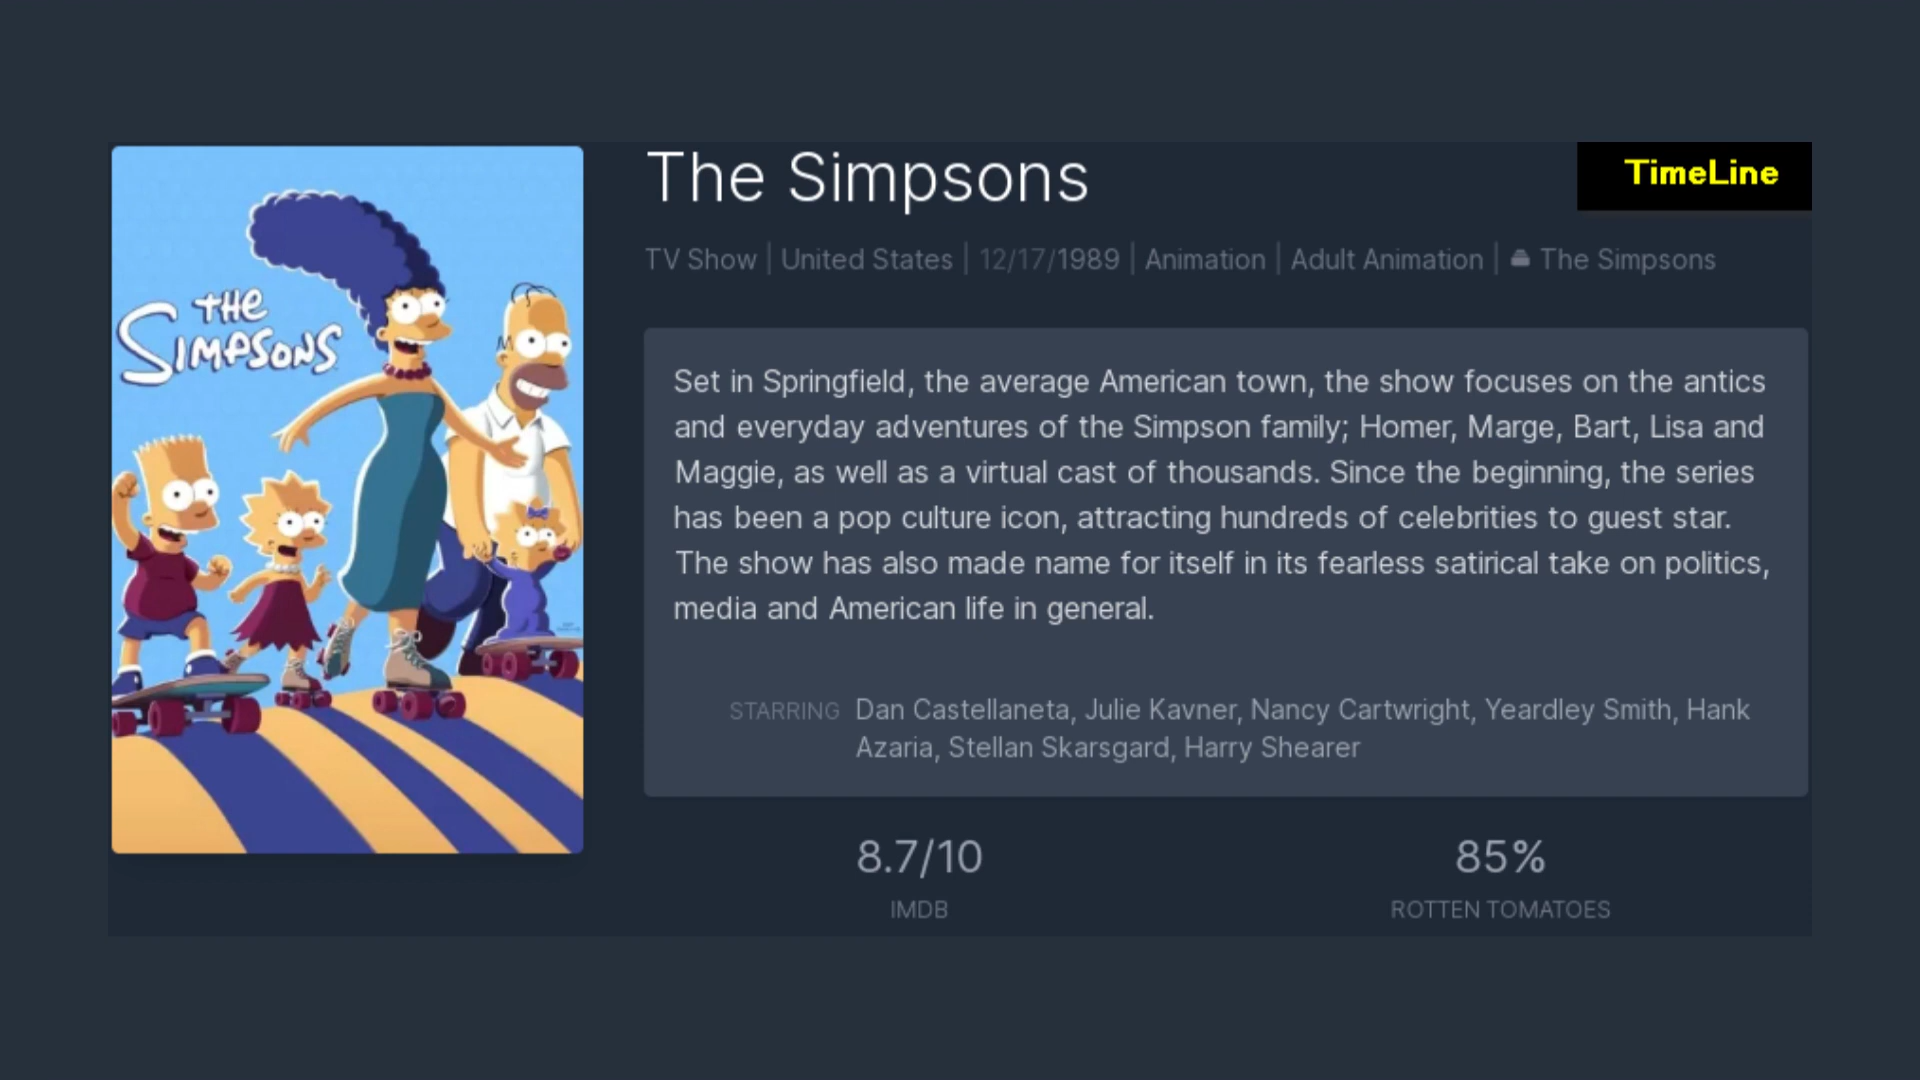 The Simpsons
TimeLine
TV Show | United States | 12/17/1989 | Animation | Adult Animation | The Simpsons
THE
SIMPSONS
Set in Springfield, the average American town, the show focuses on the antics
and everyday adventures of the Simpson family; Homer, Marge, Bart, Lisa and
Maggie, as well as a virtual cast of thousands. Since the beginning, the series
has been a pop culture icon, attracting hundreds of celebrities to guest star.
The show has also made name for itself in its fearless satirical take on politics,
media and American life in general.
STARRING Dan Castellaneta, Julie Kavner, Nancy Cartwright, Yeardley Smith, Hank
Azaria, Stellan Skarsgard, Harry Shearer
8.7/10
IMDB
85%
ROTTEN TOMATOES